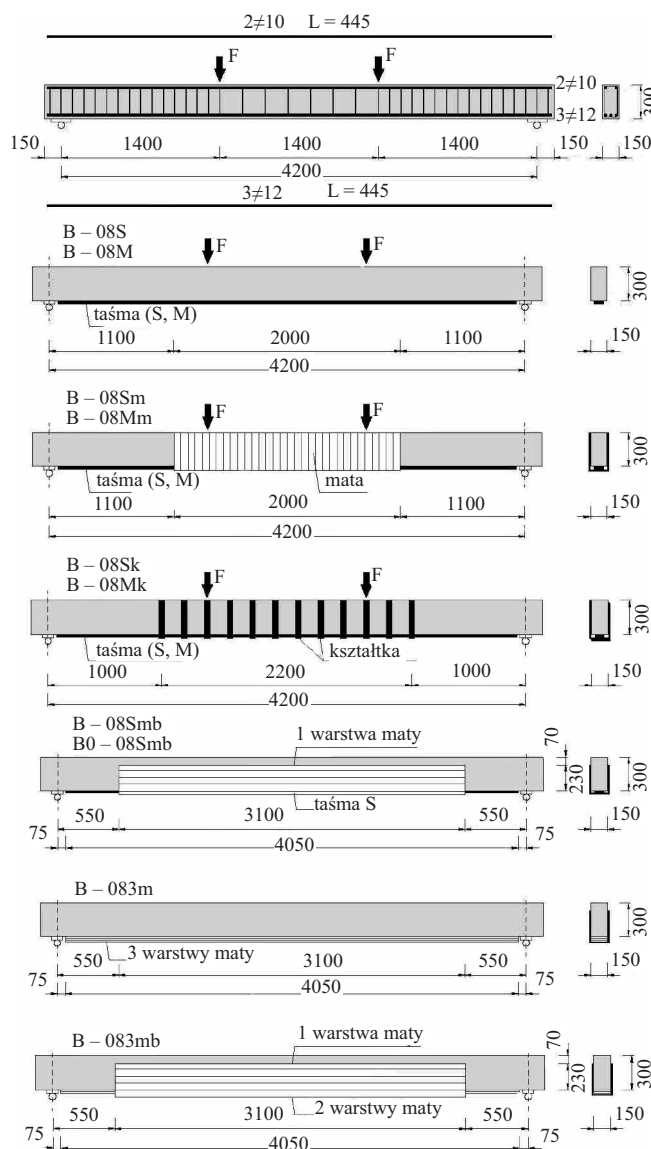 2≠10 L = 445
F F
2≠10
3≠12
300
150 1400 1400 1400 150 150
4200
3≠12 L = 445
B – 08S
B – 08M
F F
300
taśma (S, M)
1100 2000 1100 150
4200
B – 08Sm
B – 08Mm
F F
300
taśma (S, M) mata
1100 2000 1100 150
4200
B – 08Sk
B – 08Mk
F F
300
taśma (S, M) kształtka
1000 2200 1000 150
4200
B – 08Smb
B0 – 08Smb
1 warstwa maty
70
230
300
taśma S
550 3100 550 150
75 4050 75
B – 083m
300
3 warstwy maty
550 3100 550 150
75 4050 75
B – 083mb
1 warstwa maty
70
230
300
2 warstwy maty
550 3100 550 150
75 4050 75